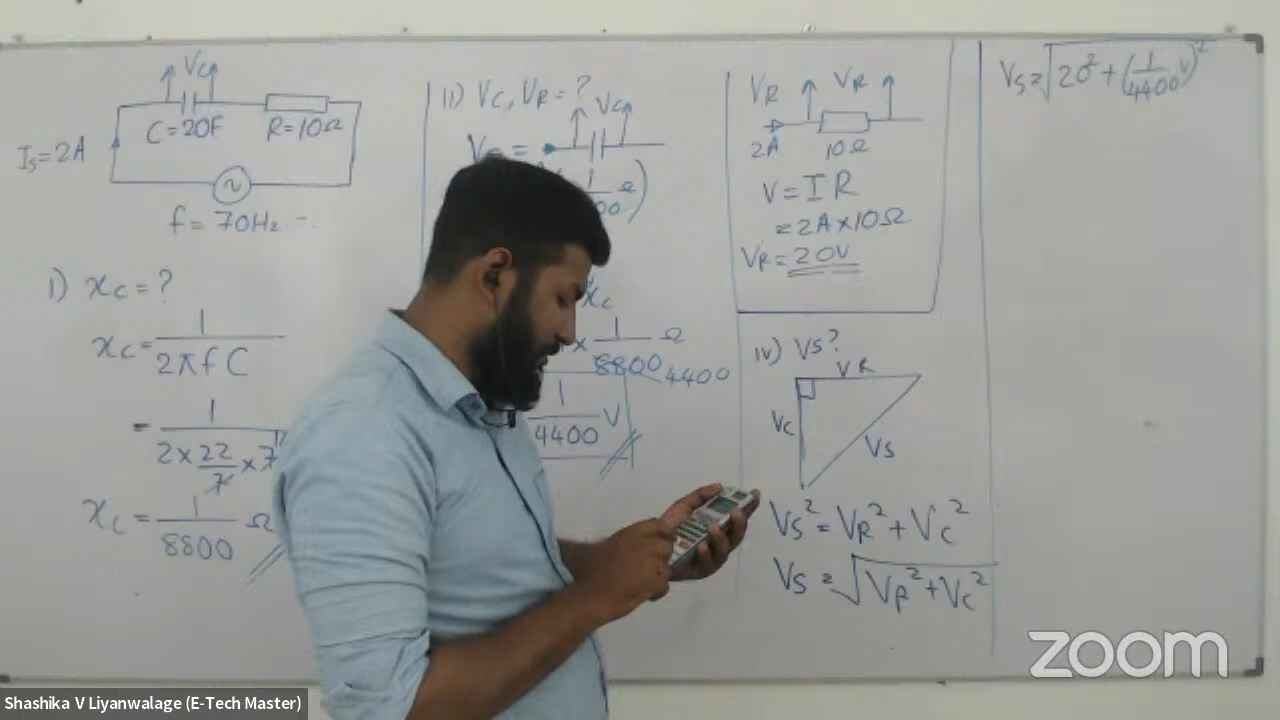 Vc
C=20F R=10Ω
Is=2A
f= 70Hz
I) xc = ?
xc = 1 / 2πfC
= 1 / 2 x 22/7 x 7
xc = 1 / 8800 Ω
II) Vc, VR = ?
Vc
Ω)
xc
x 1 / 8800 Ω
4400
1 / 4400 V
VR VR
2A 10Ω
V = IR
= 2A x 10Ω
VR = 20V
IV) VS?
VR
Vc
VS
VS² = VR² + Vc²
VS = √VR² + Vc²
VS = √20² + (1/4400 V)²
zoom
Shashika V Liyanwalage (E-Tech Master)